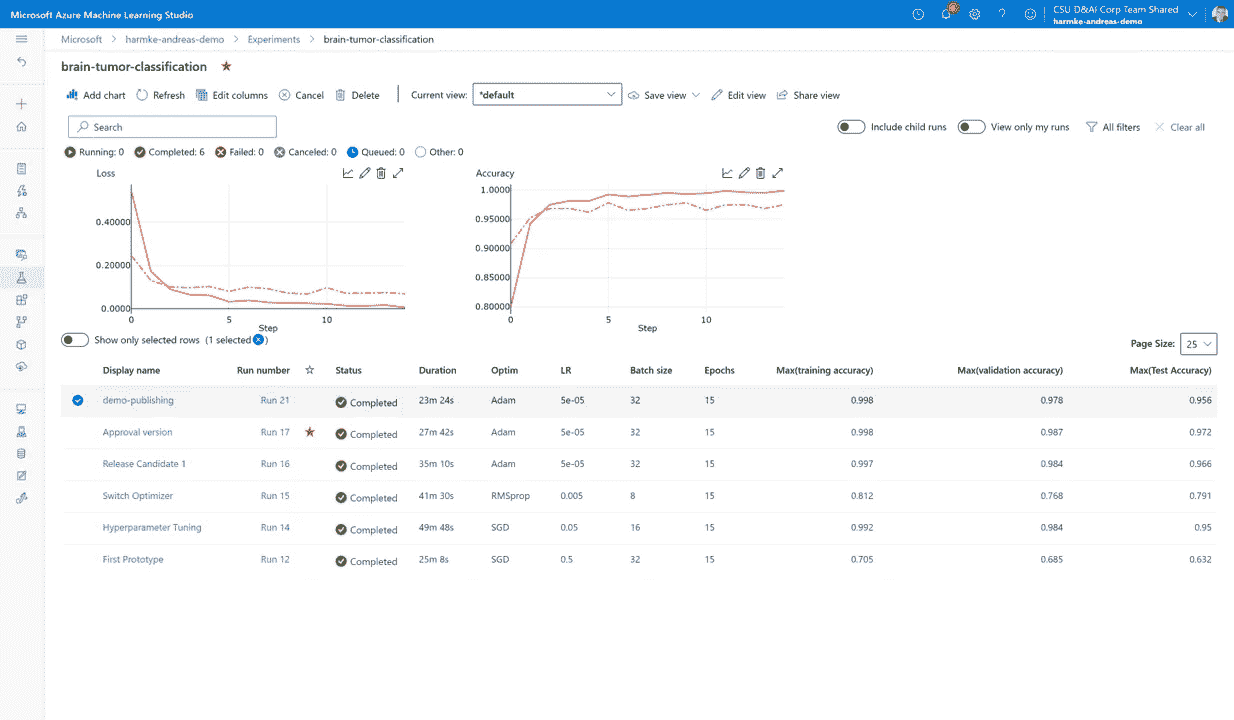 Microsoft Azure Machine Learning Studio
CSU D&AI Corp Team Shared
harmke-andreas-demo
Microsoft > harmke-andreas-demo > Experiments > brain-tumor-classification
brain-tumor-classification
Add chart Refresh Edit columns Cancel Delete Current view: *default Save view Edit view Share view
Search Include child runs View only my runs All filters Clear all
Running: 0 Completed: 6 Failed: 0 Canceled: 0 Queued: 0 Other: 0
Loss
0.40000
0.20000
0.0000
0 5 10
Step
Accuracy
1.0000
0.95000
0.90000
0.85000
0.80000
0 5 10
Step
Show only selected rows (1 selected) Page Size: 25
Display name Run number Status Duration Optim LR Batch size Epochs Max(training accuracy) Max(validation accuracy) Max(Test Accuracy)
demo-publishing Run 21 Completed 23m 24s Adam 5e-05 32 15 0.998 0.978 0.956
Approval version Run 17 Completed 27m 42s Adam 5e-05 32 15 0.998 0.987 0.972
Release Candidate 1 Run 16 Completed 35m 10s Adam 5e-05 32 15 0.997 0.984 0.966
Switch Optimizer Run 15 Completed 41m 30s RMSprop 0.005 8 15 0.812 0.768 0.791
Hyperparameter Tuning Run 14 Completed 49m 48s SGD 0.05 16 15 0.992 0.984 0.95
First Prototype Run 12 Completed 25m 8s SGD 0.5 32 15 0.705 0.685 0.632